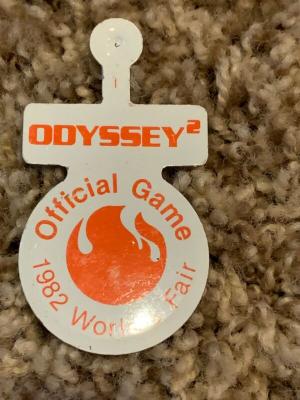 ODYSSEY²
Official Game
1982 World's Fair